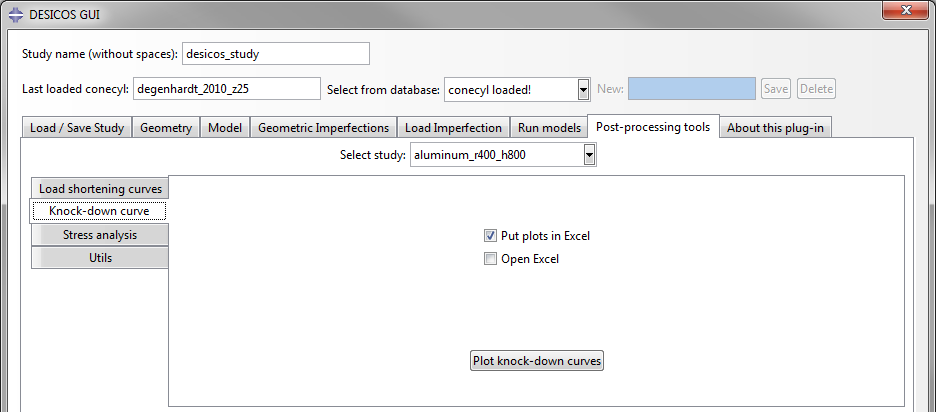 DESICOS GUI
Study name (without spaces): desicos_study
Last loaded conecyl: degenhardt_2010_z25 Select from database: conecyl loaded! New: Save Delete
Load / Save Study Geometry Model Geometric Imperfections Load Imperfection Run models Post-processing tools About this plug-in
Select study: aluminum_r400_h800
Load shortening curves
Knock-down curve
Stress analysis
Utils
Put plots in Excel
Open Excel
Plot knock-down curves